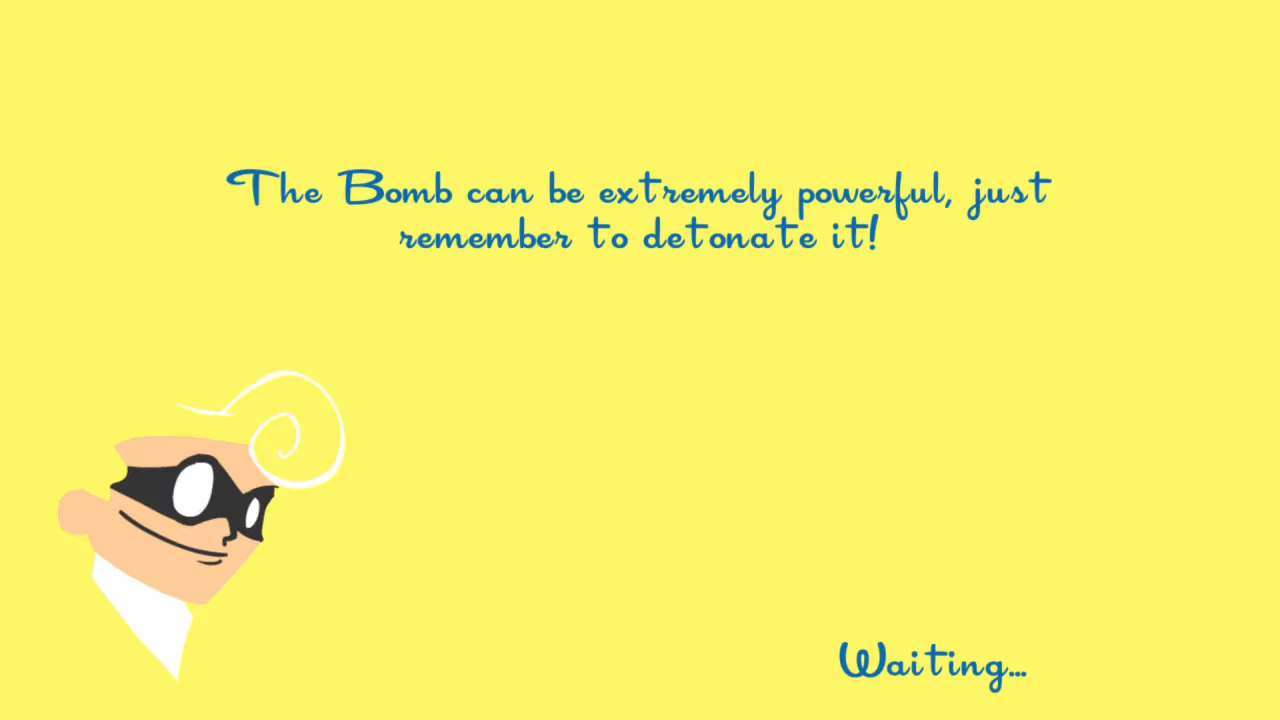 The Bomb can be extremely powerful, just
remember to detonate it!
Waiting...